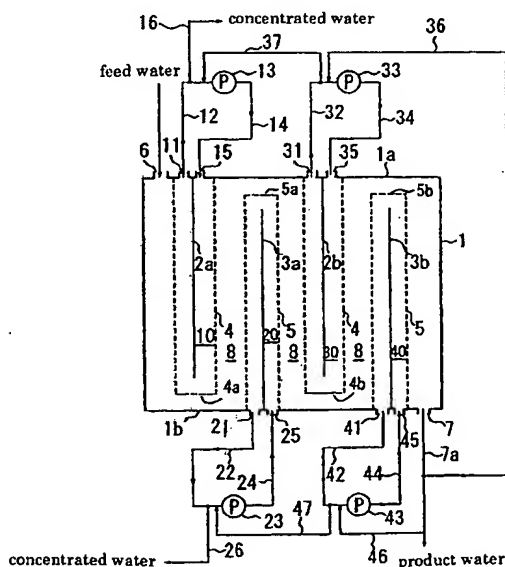 16
concentrated water
37
36
feed water
13
P
33
P
12
14
32
34
6
11
15
31
35
1a
5a
5b
1
2a
3a
2b
3b
4
5
4
5
10
8
20
8
30
8
40
4a
4b
1b
21
25
41
45
7
7a
22
24
42
44
P
47
P
23
43
26
46
concentrated water
product water